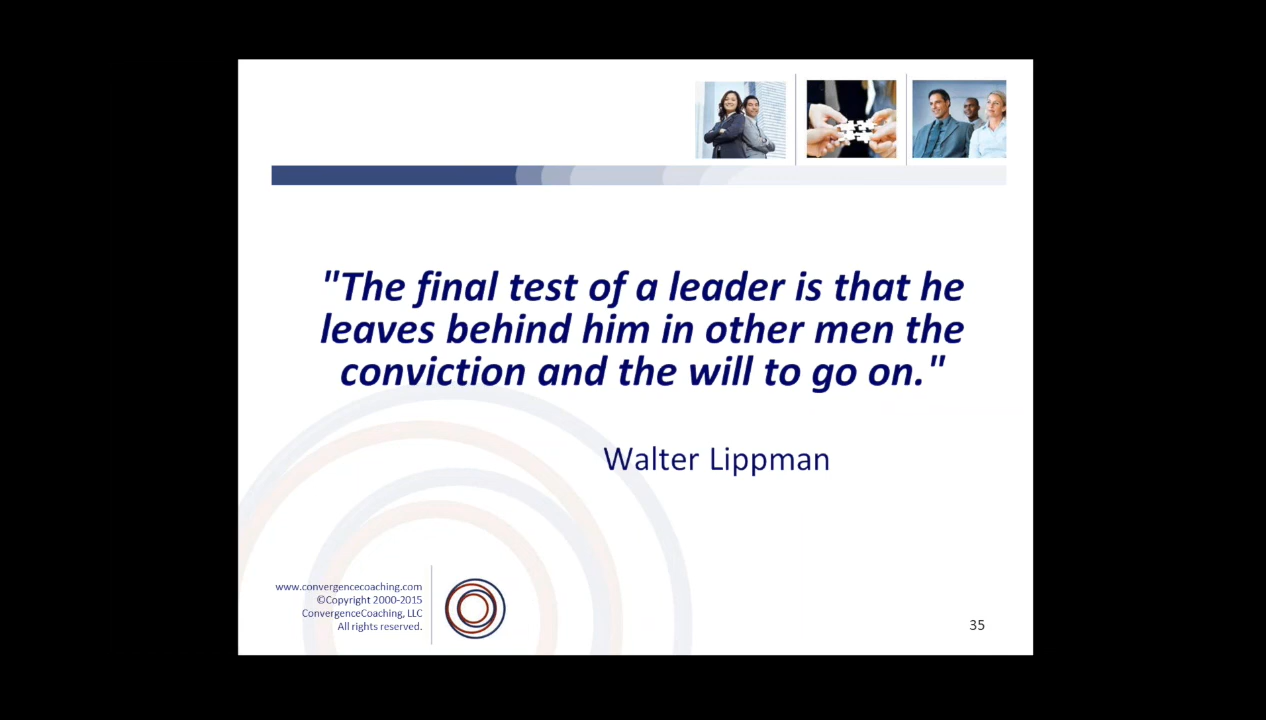 "The final test of a leader is that he
leaves behind him in other men the
conviction and the will to go on."
Walter Lippman
www.convergencecoaching.com
©Copyright 2000-2015
ConvergenceCoaching, LLC
All rights reserved.
35